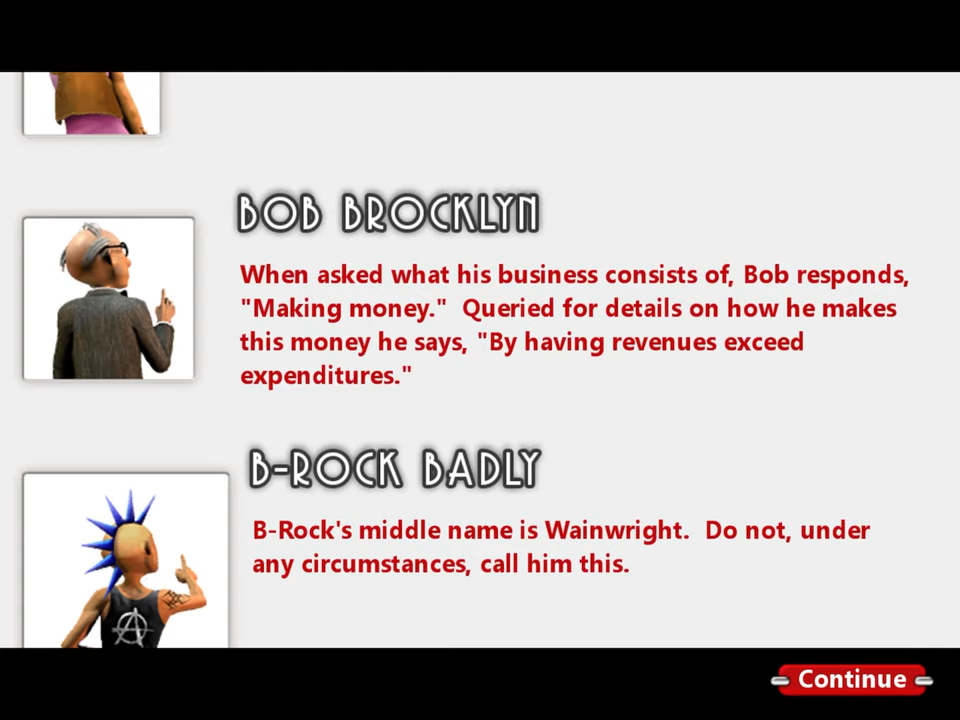 BOB BROCKLYN
When asked what his business consists of, Bob responds,
"Making money."  Queried for details on how he makes
this money he says, "By having revenues exceed
expenditures."
B-ROCK BADLY
B-Rock's middle name is Wainwright.  Do not, under
any circumstances, call him this.
Continue